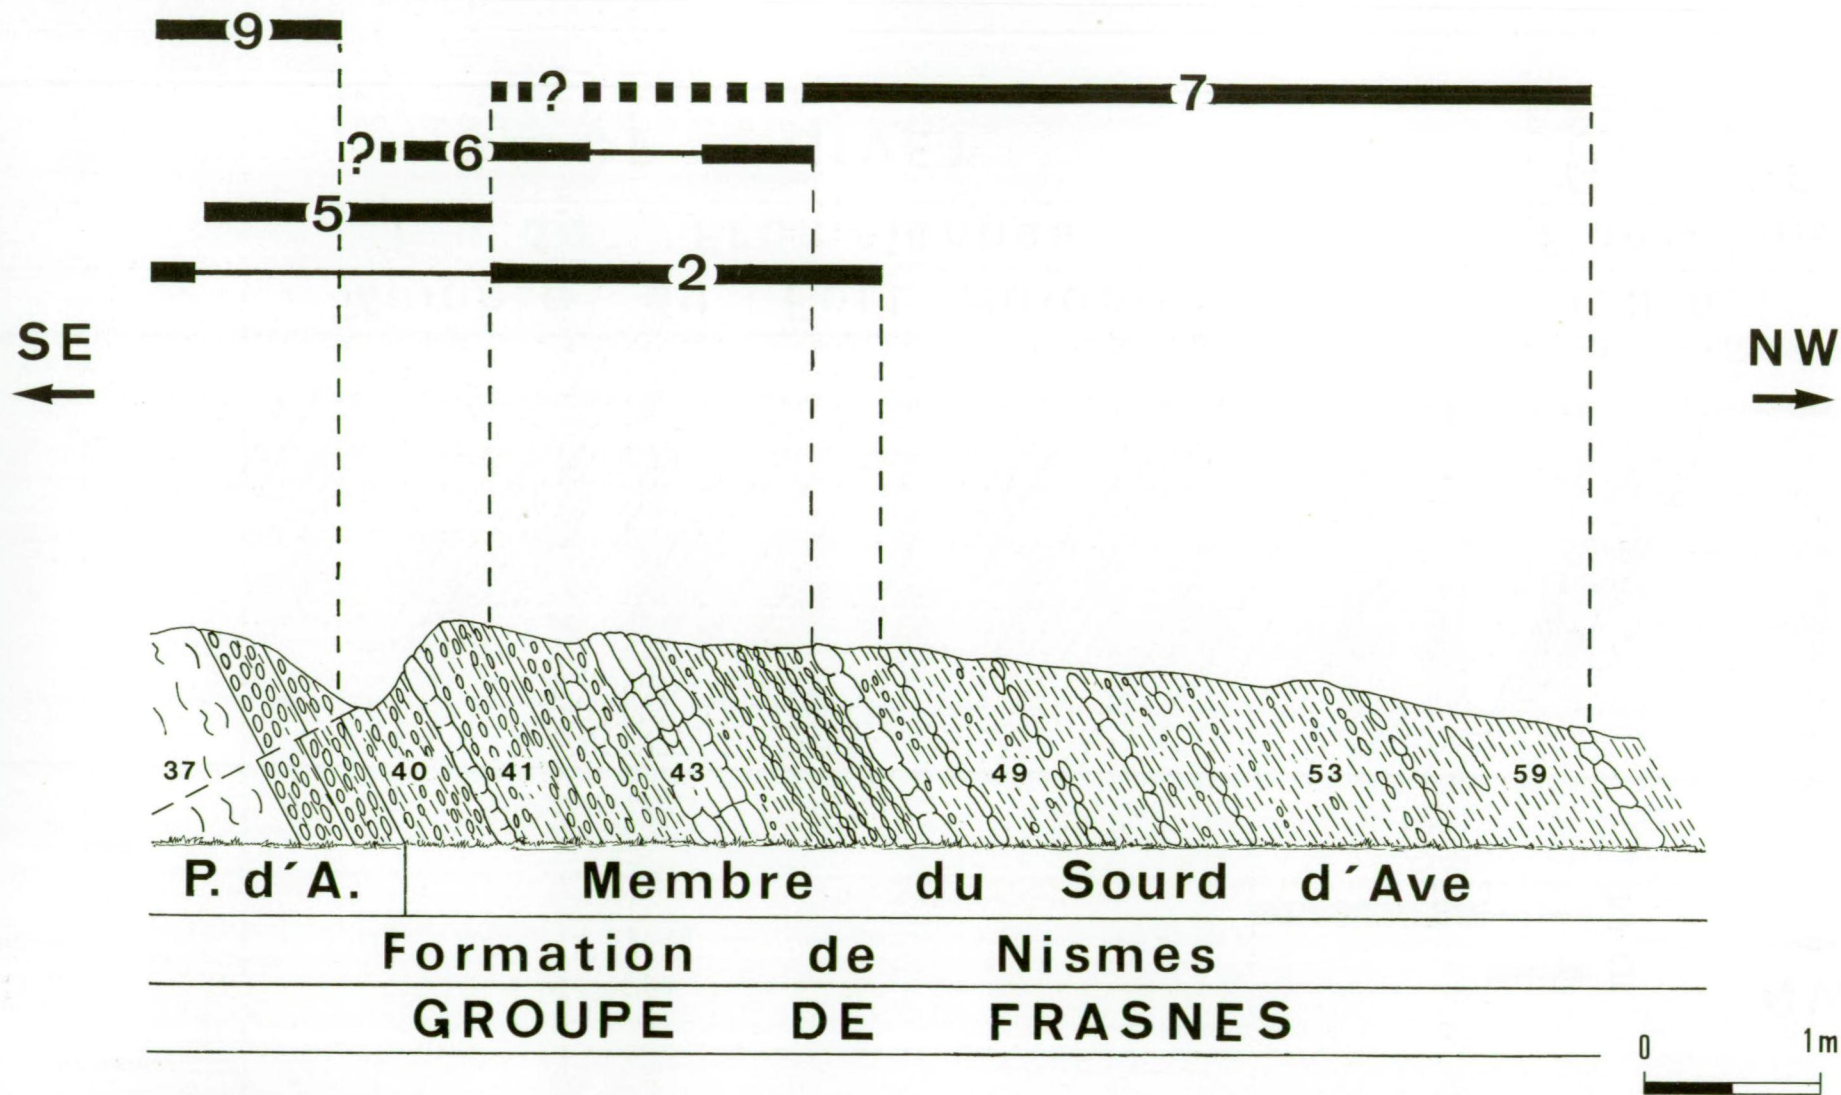 9
? 7
? 6
5
2
SE NW
37 40 41 43 49 53 59
P. d´A. Membre du Sourd d´Ave
Formation de Nismes
GROUPE DE FRASNES
0 1m